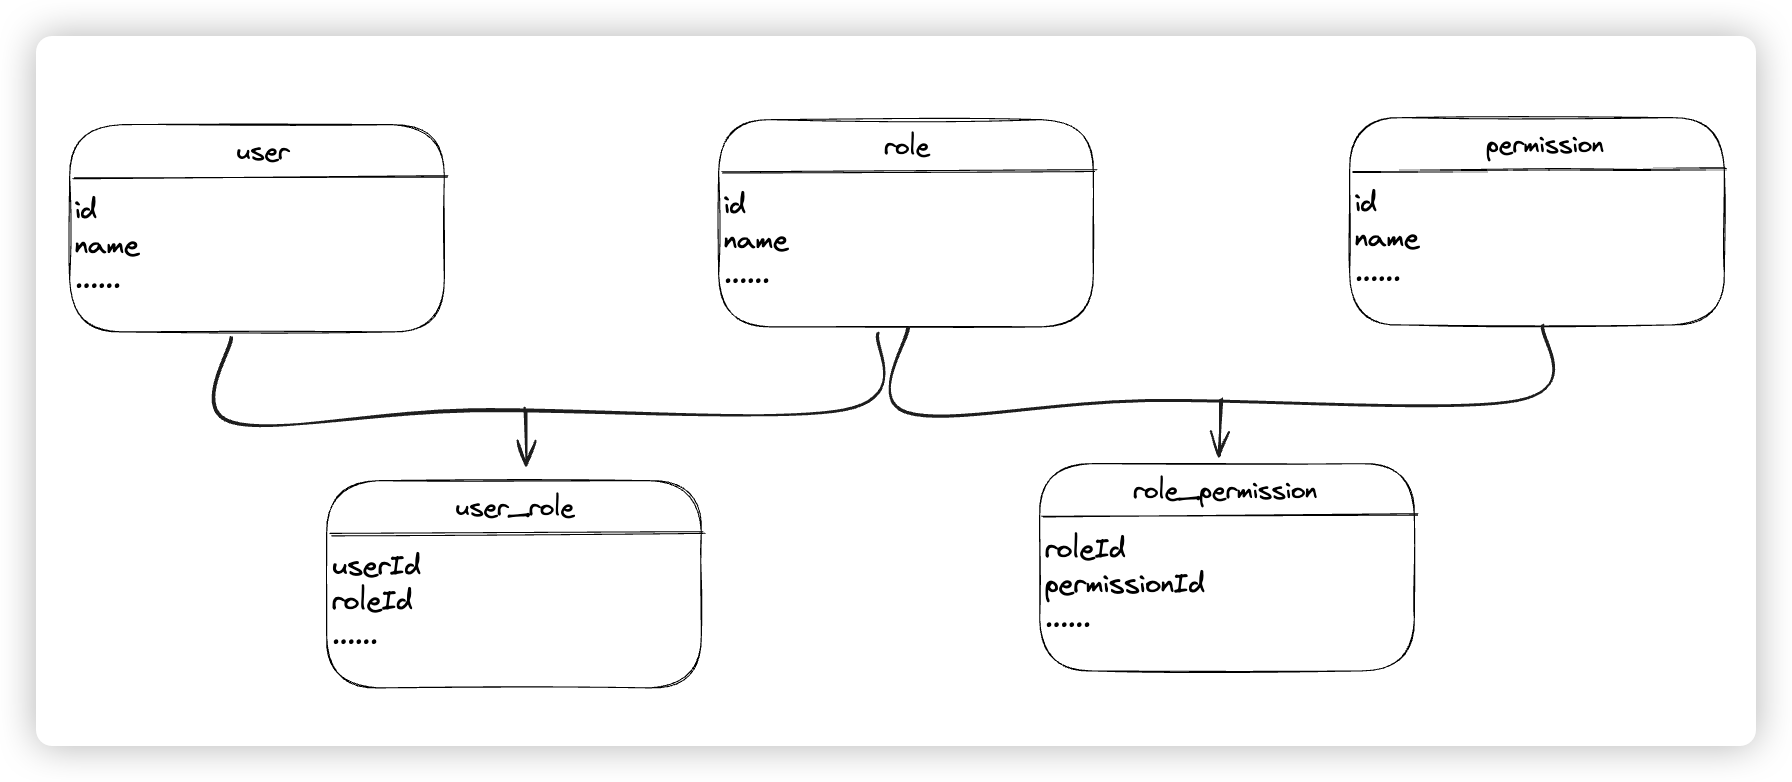 user
id
name
......
role
id
name
......
permission
id
name
......
user_role
userId
roleId
......
role_permission
roleId
permissionId
......